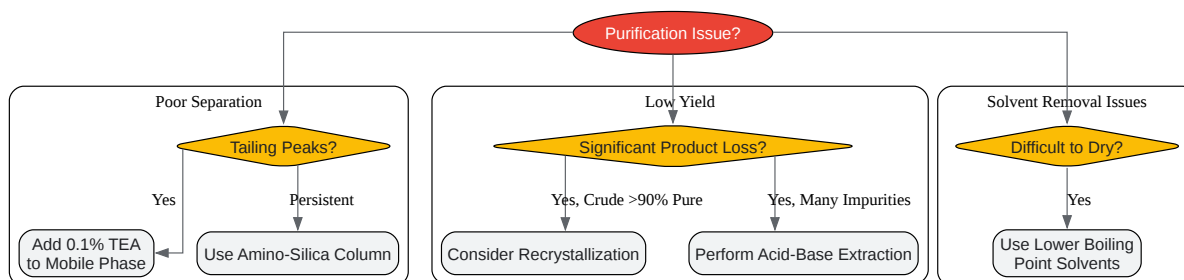 Purification Issue?
Poor Separation
Low Yield
Solvent Removal Issues
Tailing Peaks?
Significant Product Loss?
Difficult to Dry?
Yes
Persistent
Yes, Crude >90% Pure
Yes, Many Impurities
Yes
Add 0.1% TEA
to Mobile Phase
Use Amino-Silica Column
Consider Recrystallization
Perform Acid-Base Extraction
Use Lower Boiling
Point Solvents